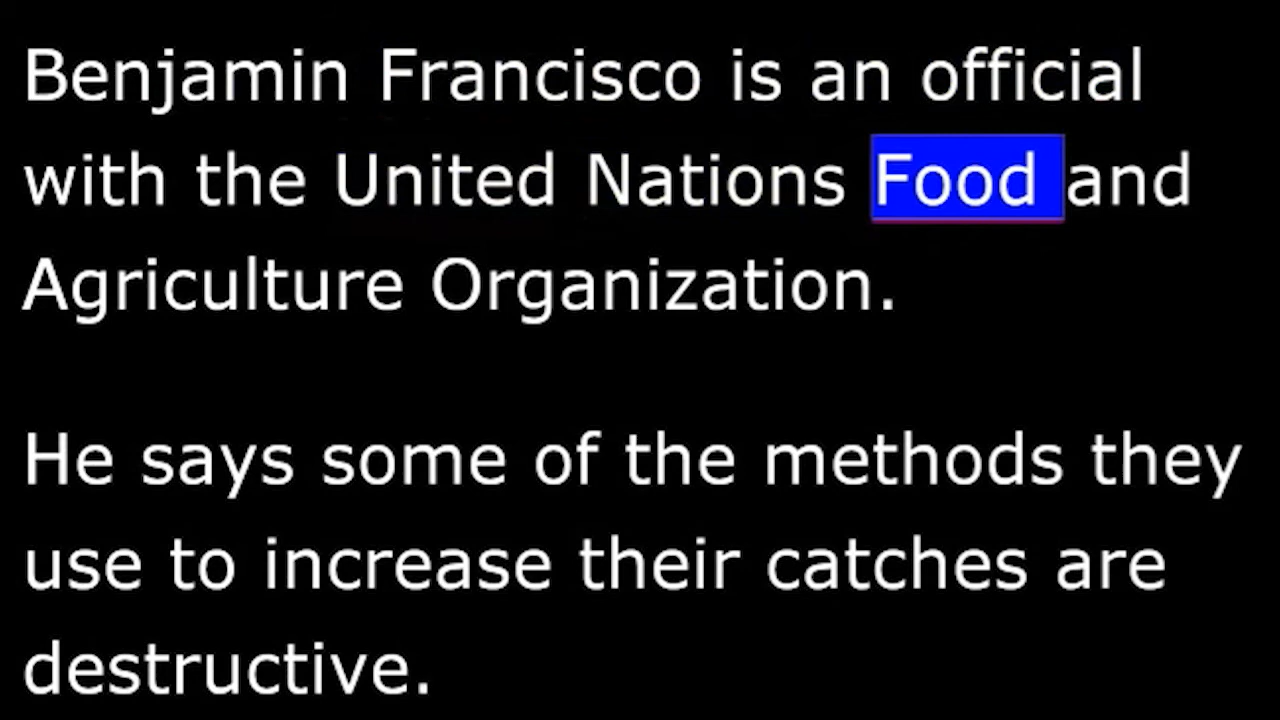 Benjamin Francisco is an official
with the United Nations Food and
Agriculture Organization.
He says some of the methods they
use to increase their catches are
destructive.